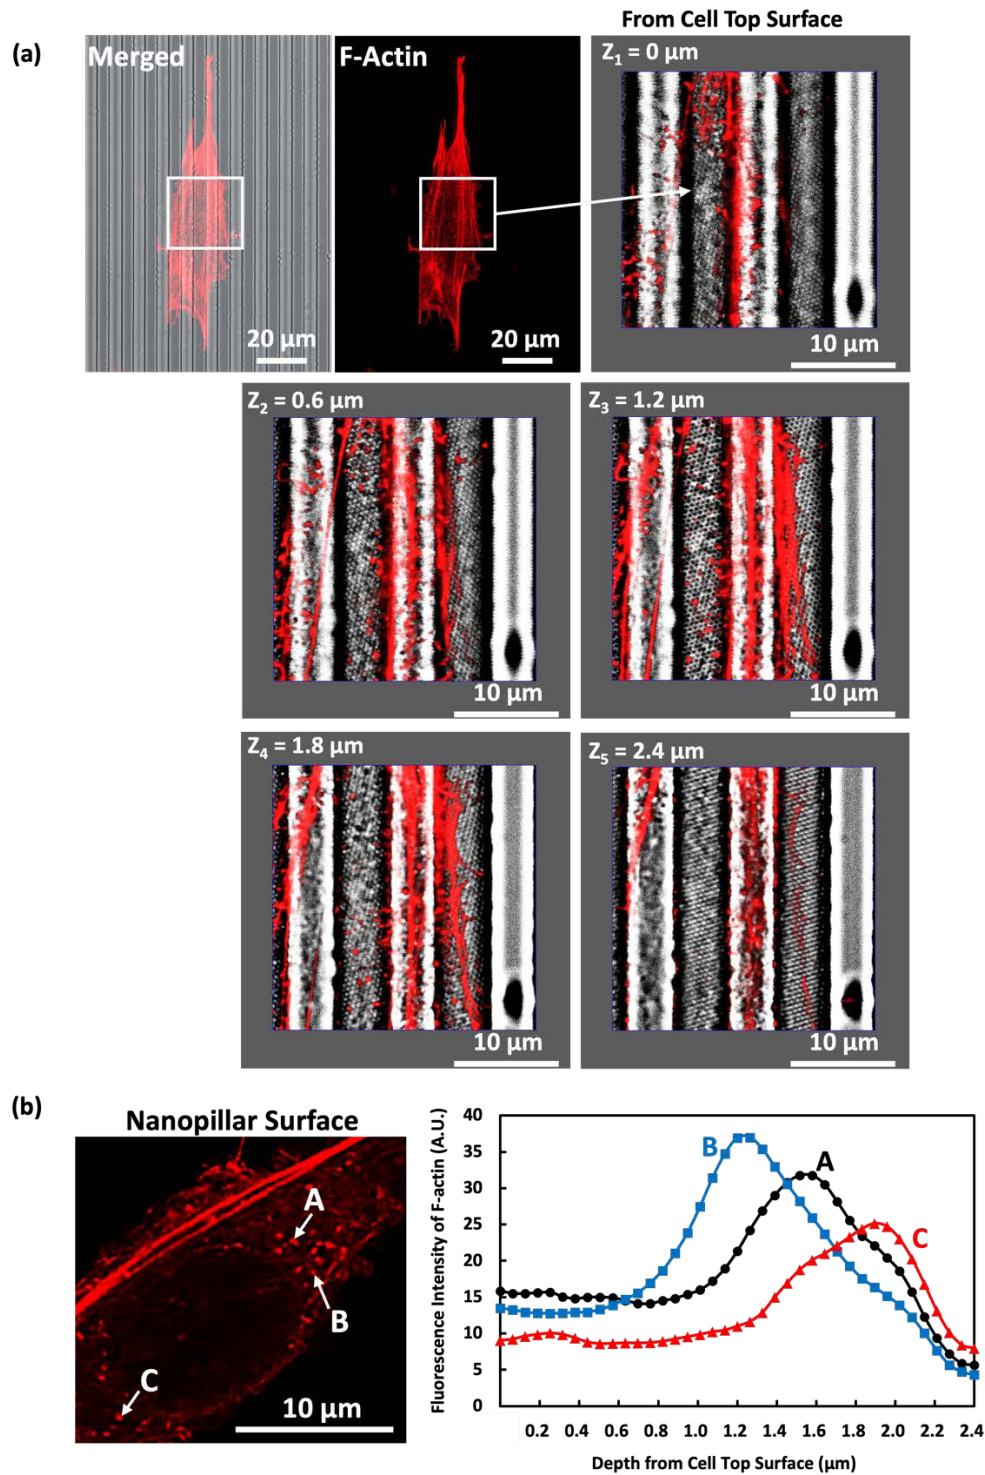 From Cell Top Surface
(a)
Merged
F-Actin
Z₁ = 0 μm
20 μm
20 μm
10 μm
Z₂ = 0.6 μm
Z₃ = 1.2 μm
10 μm
10 μm
Z₄ = 1.8 μm
Z₅ = 2.4 μm
10 μm
10 μm
(b)
Nanopillar Surface
A
B
C
10 μm
Fluorescence Intensity of F-actin (A.U.)
40
35
30
25
20
15
10
5
0
B
A
C
0.2 0.4 0.6 0.8 1.0 1.2 1.4 1.6 1.8 2.0 2.2 2.4
Depth from Cell Top Surface (μm)